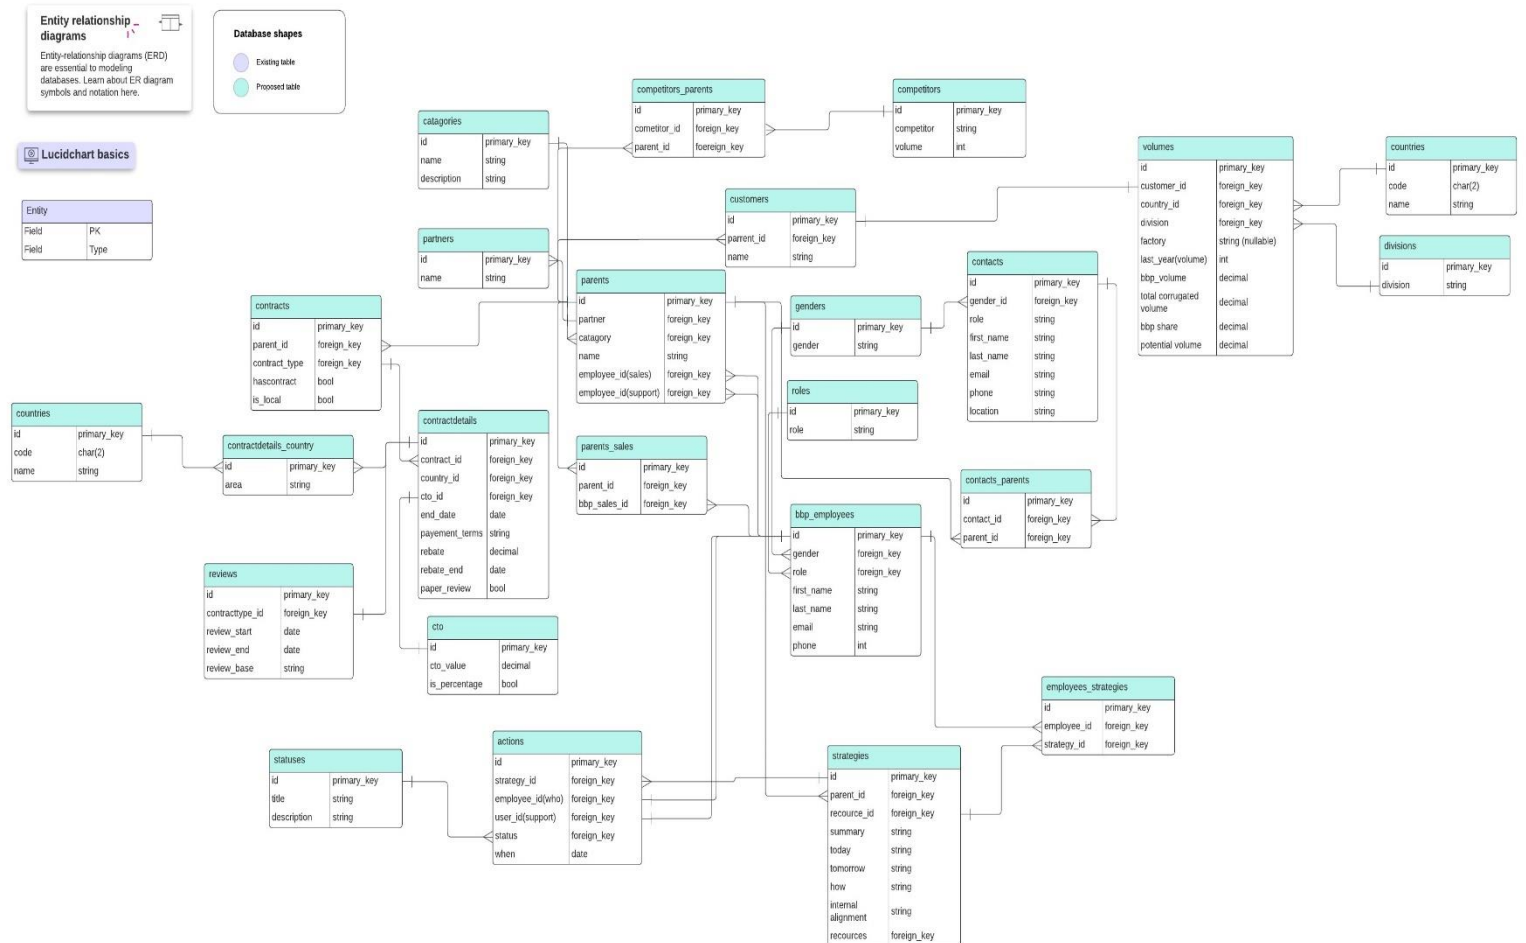 Entity relationship
diagrams
Entity-relationship diagrams (ERD)
are essential to modeling
databases. Learn about ER diagram
symbols and notation here.
Database shapes
Existing table
Proposed table
Lucidchart basics
Entity
Field PK
Field Type
catagories
id primary_key
name string
description string
partners
id primary_key
name string
competitors_parents
id primary_key
cometitor_id foreign_key
parent_id foereign_key
competitors
id primary_key
competitor string
volume int
customers
id primary_key
parrent_id foreign_key
name string
volumes
id primary_key
customer_id foreign_key
country_id foreign_key
division foreign_key
factory string (nullable)
last_year(volume) int
bbp_volume decimal
total corrugated
volume decimal
bbp share decimal
potential volume decimal
countries
id primary_key
code char(2)
name string
divisions
id primary_key
division string
contracts
id primary_key
parent_id foreign_key
contract_type foreign_key
hascontract bool
is_local bool
parents
id primary_key
partner foreign_key
catagory foreign_key
name string
employee_id(sales) foreign_key
employee_id(support) foreign_key
genders
id primary_key
gender string
contacts
id primary_key
gender_id foreign_key
role string
first_name string
last_name string
email string
phone string
location string
roles
id primary_key
role string
countries
id primary_key
code char(2)
name string
contractdetails_country
id primary_key
area string
contractdetails
id primary_key
contract_id foreign_key
country_id foreign_key
cto_id foreign_key
end_date date
payement_terms string
rebate decimal
rebate_end date
paper_review bool
parents_sales
id primary_key
parent_id foreign_key
bbp_sales_id foreign_key
contacts_parents
id primary_key
contact_id foreign_key
parent_id foreign_key
bbp_employees
id primary_key
gender foreign_key
role foreign_key
first_name string
last_name string
email string
phone int
reviews
id primary_key
contracttype_id foreign_key
review_start date
review_end date
review_base string
cto
id primary_key
cto_value decimal
is_percentage bool
employees_strategies
id primary_key
employee_id foreign_key
strategy_id foreign_key
statuses
id primary_key
title string
description string
actions
id primary_key
strategy_id foreign_key
employee_id(who) foreign_key
user_id(support) foreign_key
status foreign_key
when date
strategies
id primary_key
parent_id foreign_key
recource_id foreign_key
summary string
today string
tomorrow string
how string
internal
alignment string
recources foreign_key